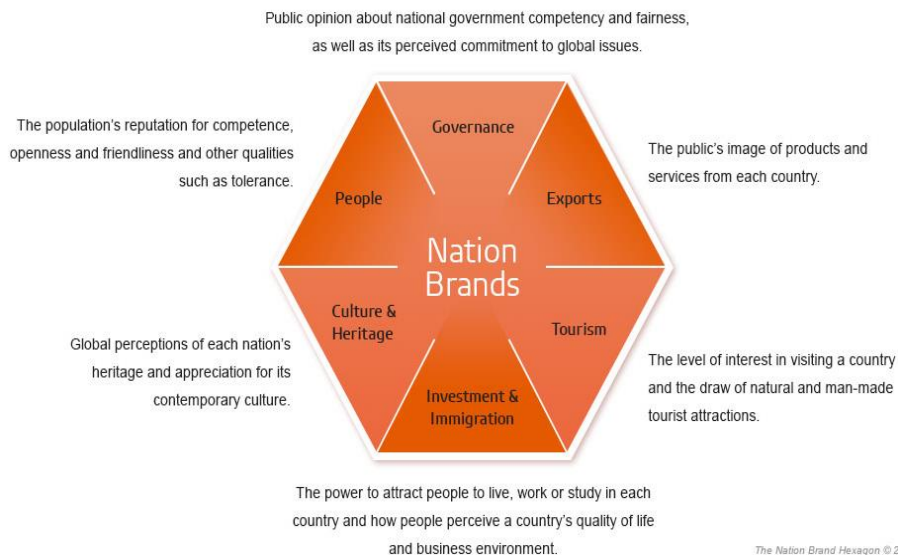 Public opinion about national government competency and fairness,
as well as its perceived commitment to global issues.
Governance
The population's reputation for competence,
openness and friendliness and other qualities
such as tolerance.
People
Exports
The public's image of products and
services from each country.
Nation
Brands
Culture &
Heritage
Global perceptions of each nation's
heritage and appreciation for its
contemporary culture.
Tourism
The level of interest in visiting a country
and the draw of natural and man-made
tourist attractions.
Investment &
Immigration
The power to attract people to live, work or study in each
country and how people perceive a country's quality of life
and business environment.
The Nation Brand Hexagon ©